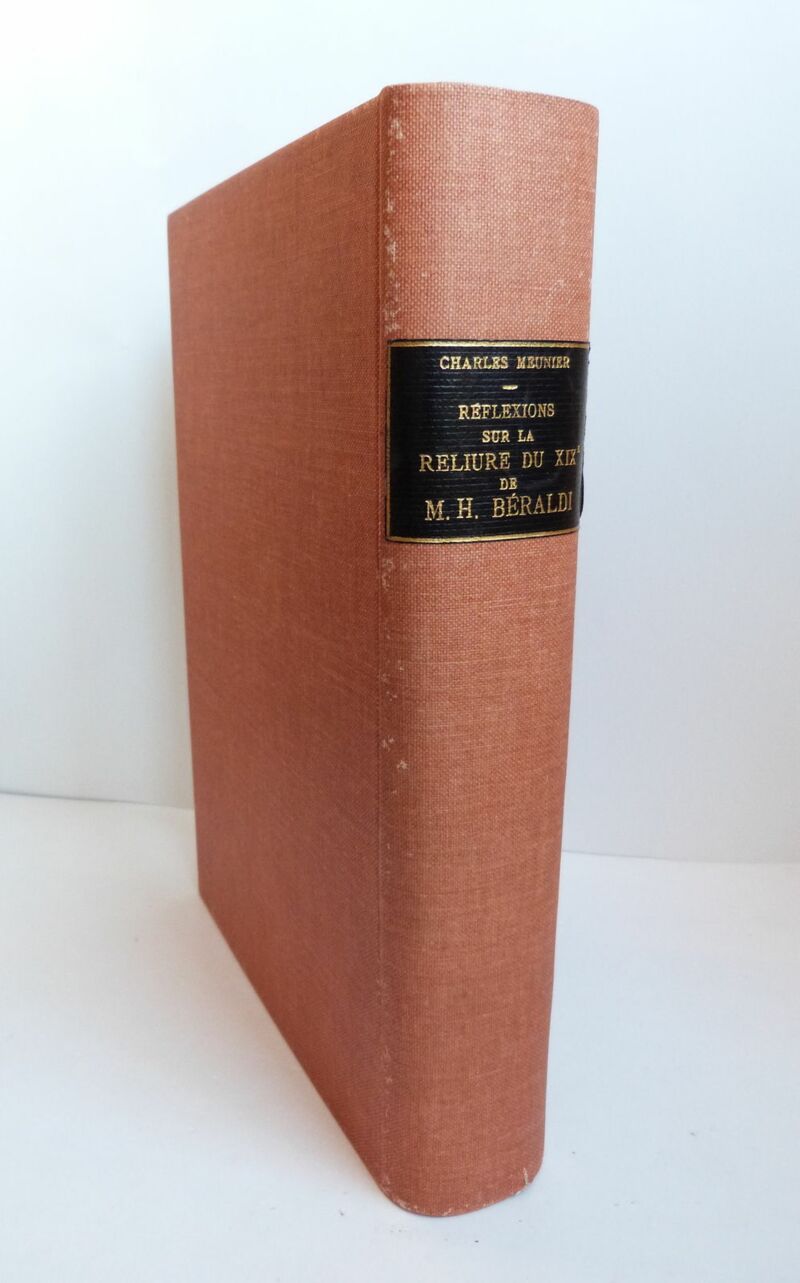 CHARLES MEUNIER
RÉFLEXIONS
SUR LA
RELIURE DU XIXᵉ
DE
M. H. BÉRALDI